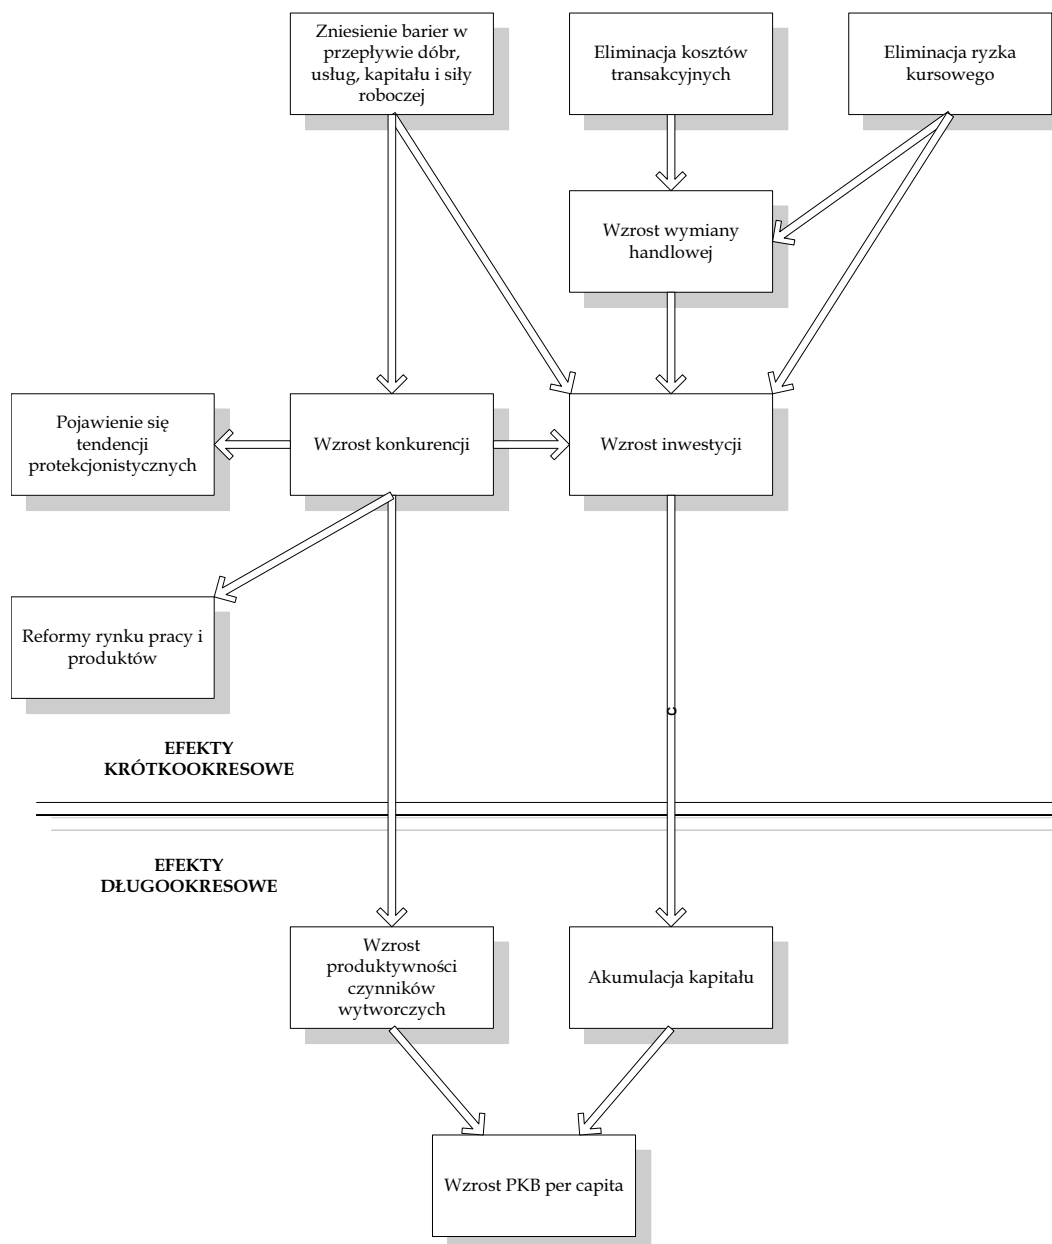 Zniesienie barier w
przepływie dóbr,
usług, kapitału i siły
roboczej
Eliminacja kosztów
transakcyjnych
Eliminacja ryzka
kursowego
Wzrost wymiany
handlowej
Pojawienie się
tendencji
protekcjonistycznych
Wzrost konkurencji
Wzrost inwestycji
Reformy rynku pracy i
produktów
C
EFEKTY
KRÓTKOOKRESOWE
EFEKTY
DŁUGOOKRESOWE
Wzrost
produktywności
czynników
wytworczych
Akumulacja kapitału
Wzrost PKB per capita